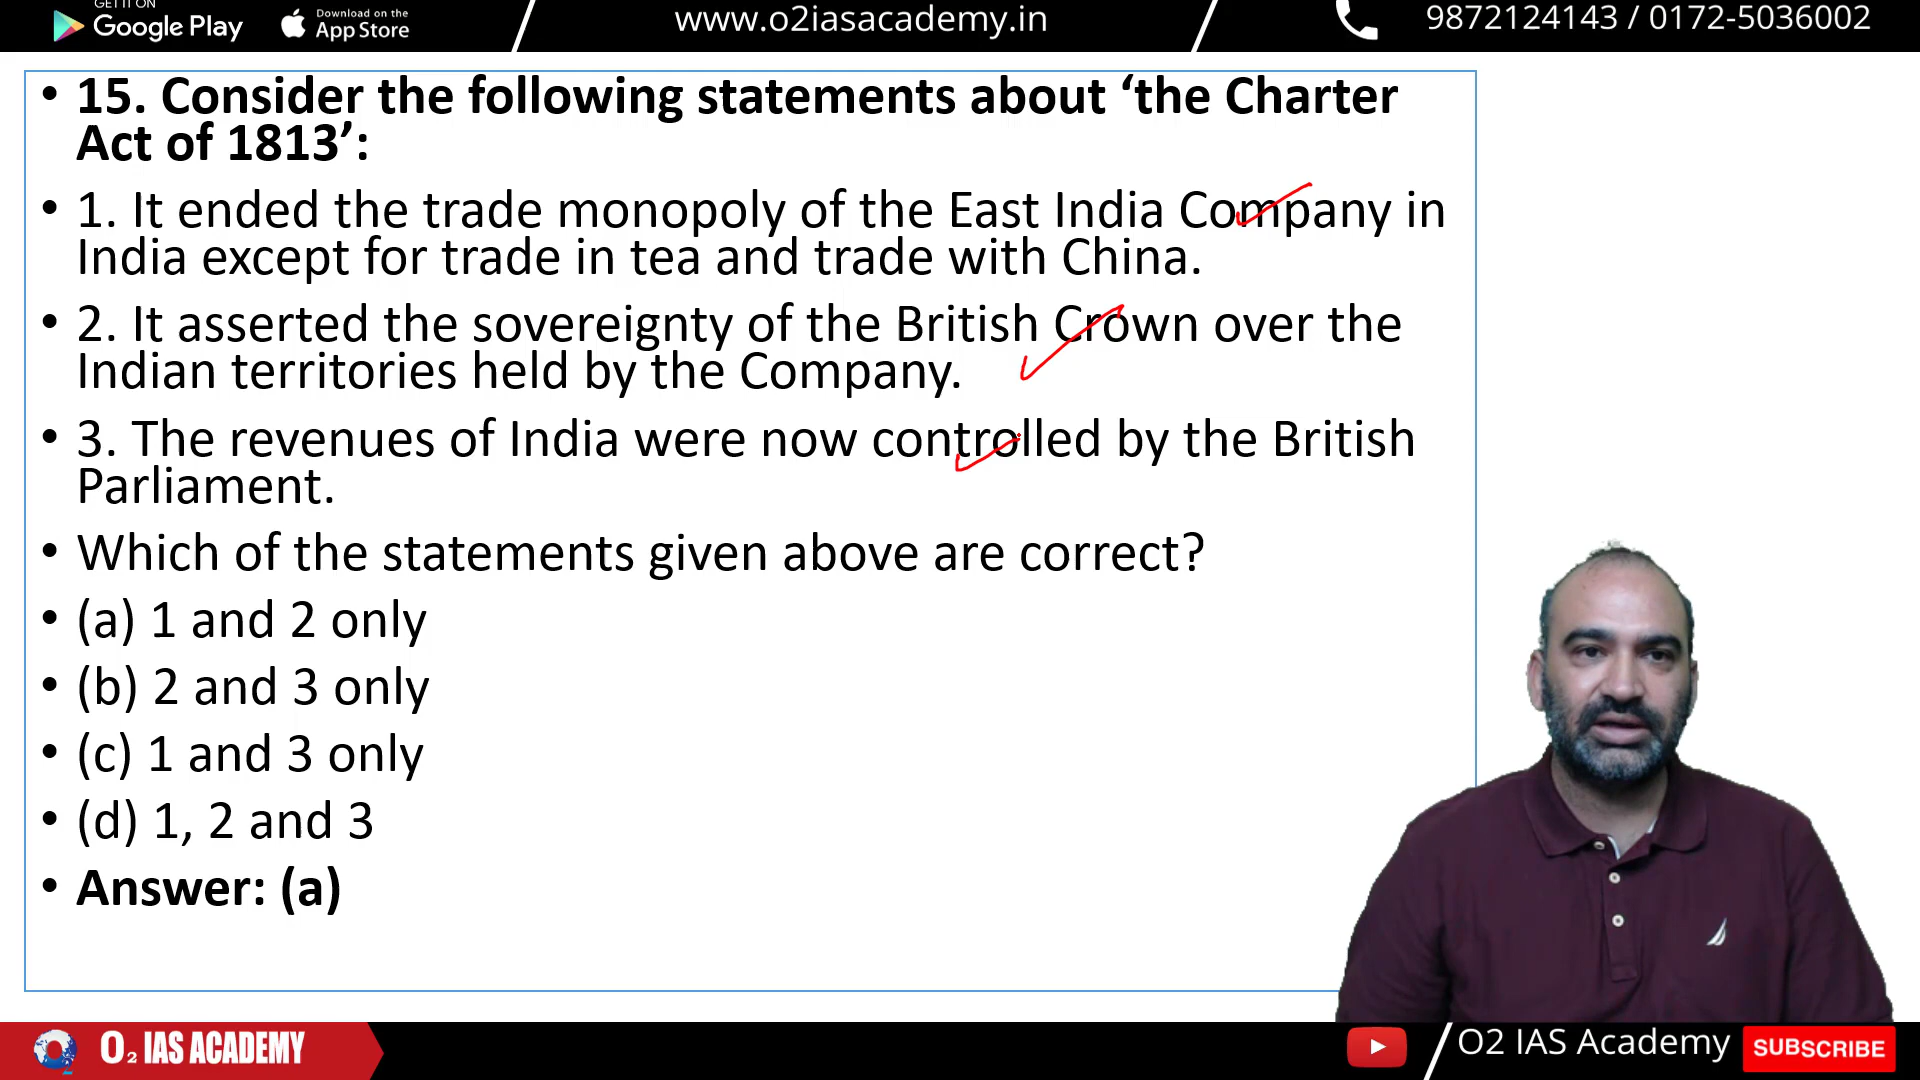 GET IT ON
Google Play
Download on the
App Store
www.o2iasacademy.in
9872124143 / 0172-5036002
• 15. Consider the following statements about ‘the Charter
Act of 1813’:
• 1. It ended the trade monopoly of the East India Company in
India except for trade in tea and trade with China.
• 2. It asserted the sovereignty of the British Crown over the
Indian territories held by the Company.
• 3. The revenues of India were now controlled by the British
Parliament.
• Which of the statements given above are correct?
• (a) 1 and 2 only
• (b) 2 and 3 only
• (c) 1 and 3 only
• (d) 1, 2 and 3
• Answer: (a)
O2 IAS ACADEMY
O2 IAS Academy
SUBSCRIBE